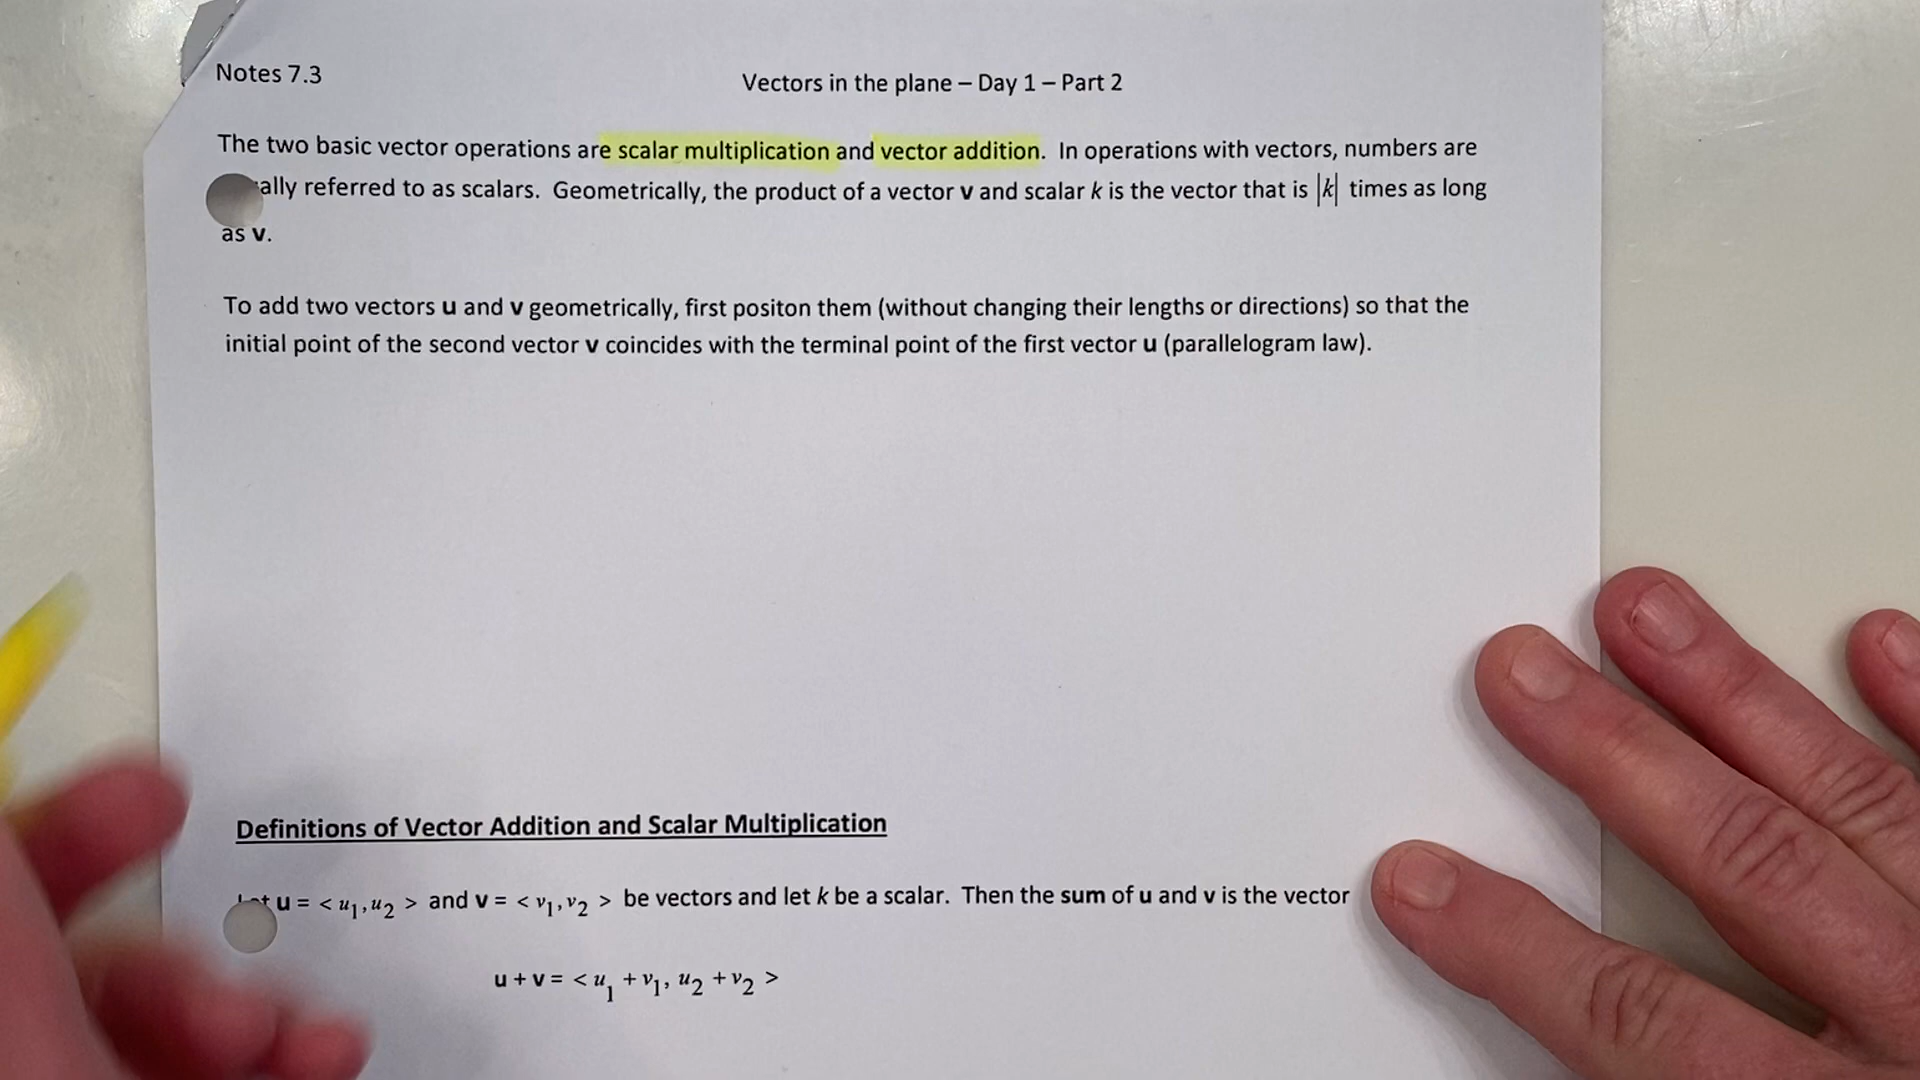 Notes 7.3
Vectors in the plane – Day 1 – Part 2
The two basic vector operations are scalar multiplication and vector addition. In operations with vectors, numbers are
ally referred to as scalars. Geometrically, the product of a vector v and scalar k is the vector that is |k| times as long
as v.
To add two vectors u and v geometrically, first positon them (without changing their lengths or directions) so that the
initial point of the second vector v coincides with the terminal point of the first vector u (parallelogram law).
Definitions of Vector Addition and Scalar Multiplication
Let u = < u₁, u₂ > and v = < v₁, v₂ > be vectors and let k be a scalar. Then the sum of u and v is the vector
u + v = < u₁ + v₁, u₂ + v₂ >